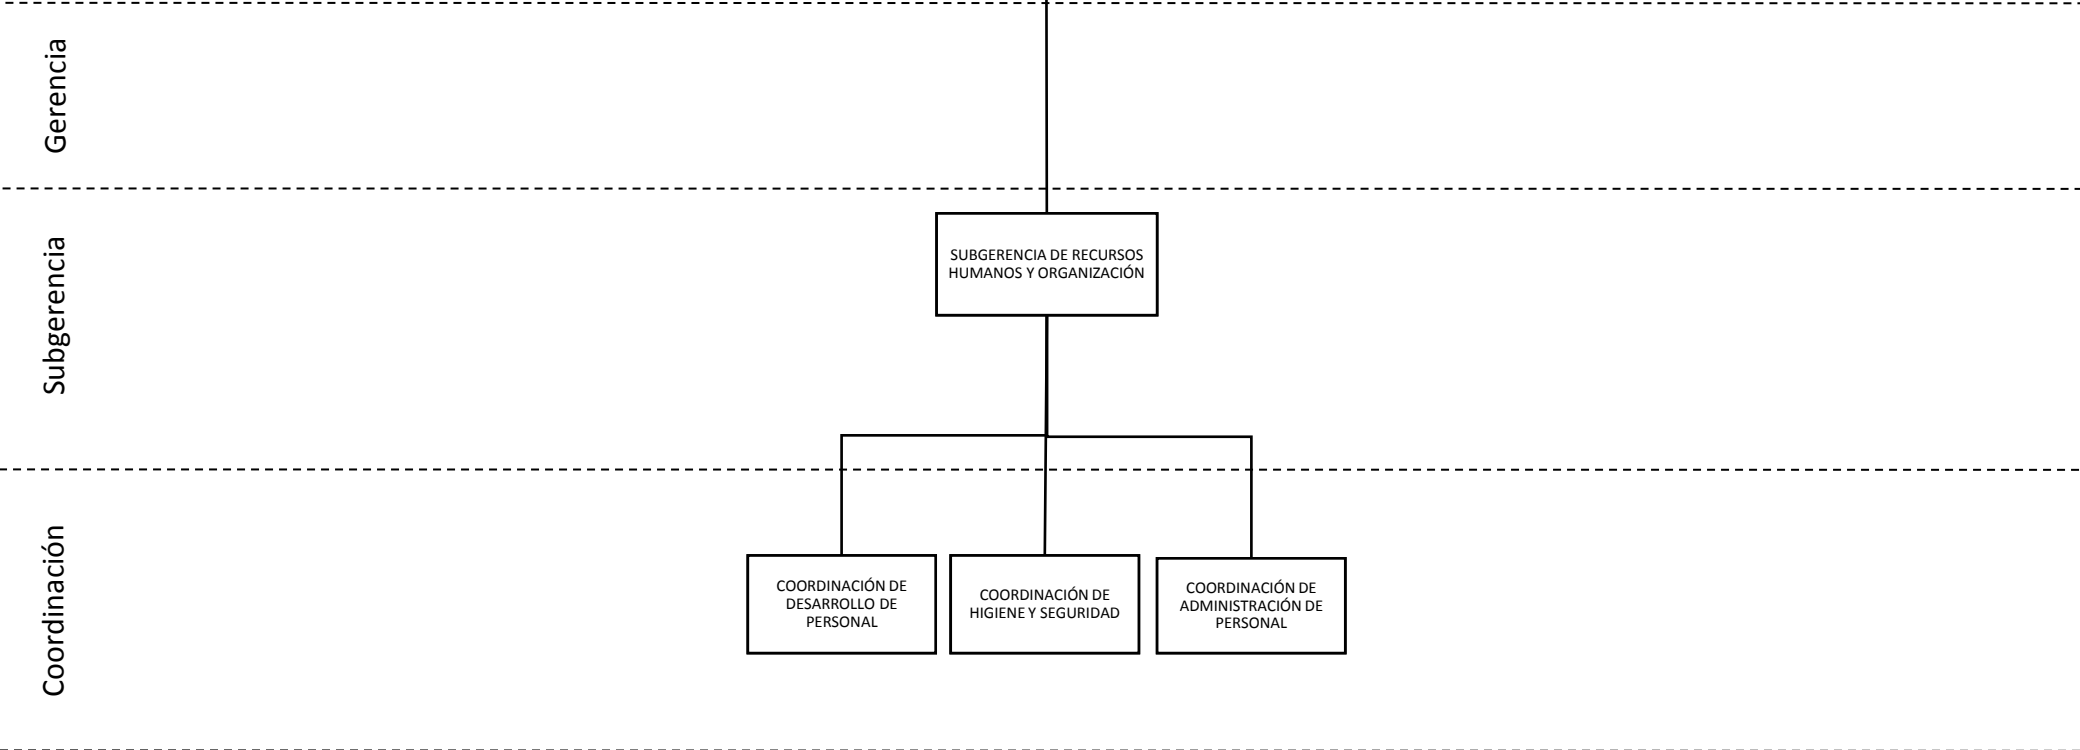 Gerencia
Subgerencia
SUBGERENCIA DE RECURSOS
HUMANOS Y ORGANIZACIÓN
Coordinación
COORDINACIÓN DE
DESARROLLO DE
PERSONAL
COORDINACIÓN DE
HIGIENE Y SEGURIDAD
COORDINACIÓN DE
ADMINISTRACIÓN DE
PERSONAL